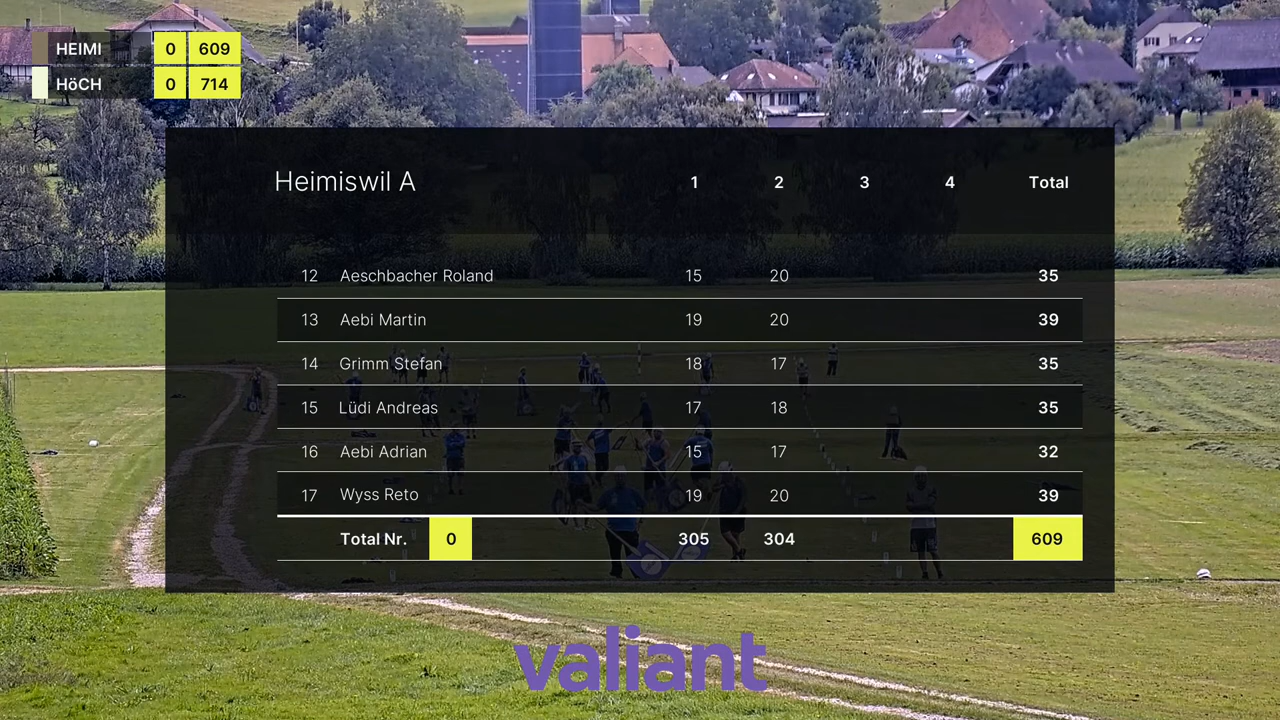 HEIMI 0 609
HöCH 0 714
Heimiswil A 1 2 3 4 Total
12 Aeschbacher Roland 15 20 35
13 Aebi Martin 19 20 39
14 Grimm Stefan 18 17 35
15 Lüdi Andreas 17 18 35
16 Aebi Adrian 15 17 32
17 Wyss Reto 19 20 39
Total Nr. 0 305 304 609
valiant